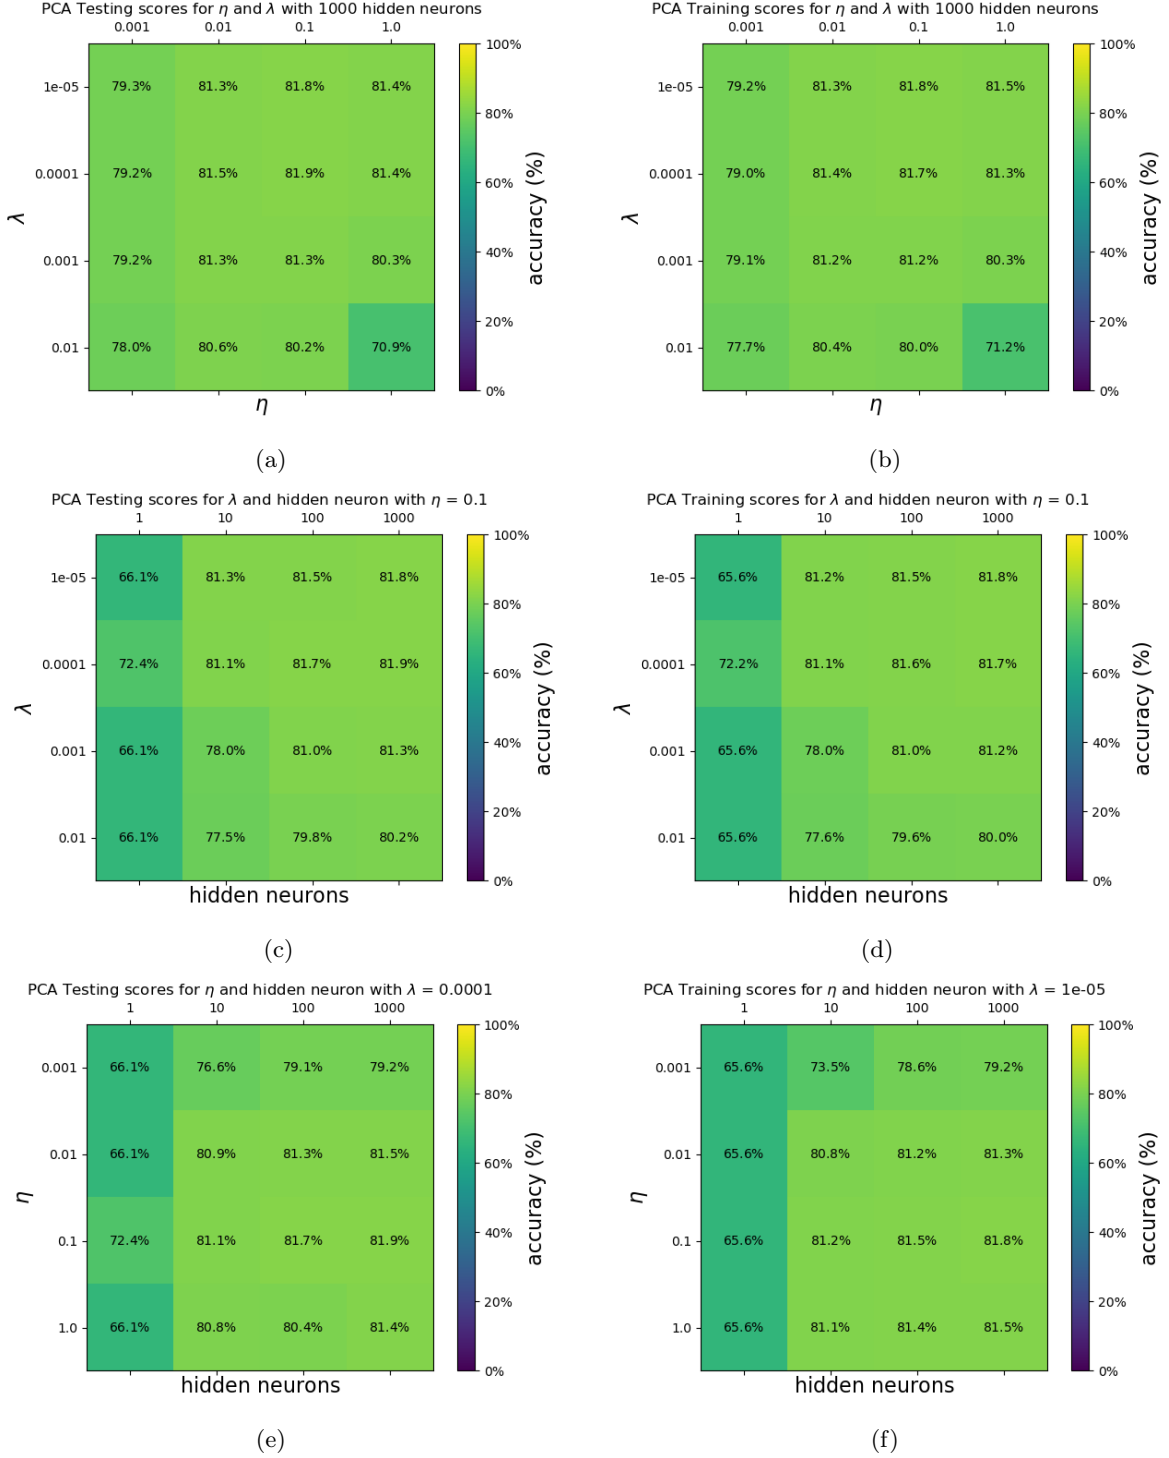 PCA Testing scores for η and λ with 1000 hidden neurons
0.001 0.01 0.1 1.0
1e-05 79.3% 81.3% 81.8% 81.4%
0.0001 79.2% 81.5% 81.9% 81.4%
0.001 79.2% 81.3% 81.3% 80.3%
0.01 78.0% 80.6% 80.2% 70.9%
λ
η
100%
80%
60%
40%
20%
0%
accuracy (%)
(a)
PCA Training scores for η and λ with 1000 hidden neurons
0.001 0.01 0.1 1.0
1e-05 79.2% 81.3% 81.8% 81.5%
0.0001 79.0% 81.4% 81.7% 81.3%
0.001 79.1% 81.2% 81.2% 80.3%
0.01 77.7% 80.4% 80.0% 71.2%
λ
η
100%
80%
60%
40%
20%
0%
accuracy (%)
(b)
PCA Testing scores for λ and hidden neuron with η = 0.1
1 10 100 1000
1e-05 66.1% 81.3% 81.5% 81.8%
0.0001 72.4% 81.1% 81.7% 81.9%
0.001 66.1% 78.0% 81.0% 81.3%
0.01 66.1% 77.5% 79.8% 80.2%
λ
hidden neurons
100%
80%
60%
40%
20%
0%
accuracy (%)
(c)
PCA Training scores for λ and hidden neuron with η = 0.1
1 10 100 1000
1e-05 65.6% 81.2% 81.5% 81.8%
0.0001 72.2% 81.1% 81.6% 81.7%
0.001 65.6% 78.0% 81.0% 81.2%
0.01 65.6% 77.6% 79.6% 80.0%
λ
hidden neurons
100%
80%
60%
40%
20%
0%
accuracy (%)
(d)
PCA Testing scores for η and hidden neuron with λ = 0.0001
1 10 100 1000
0.001 66.1% 76.6% 79.1% 79.2%
0.01 66.1% 80.9% 81.3% 81.5%
0.1 72.4% 81.1% 81.7% 81.9%
1.0 66.1% 80.8% 80.4% 81.4%
η
hidden neurons
100%
80%
60%
40%
20%
0%
accuracy (%)
(e)
PCA Training scores for η and hidden neuron with λ = 1e-05
1 10 100 1000
0.001 65.6% 73.5% 78.6% 79.2%
0.01 65.6% 80.8% 81.2% 81.3%
0.1 65.6% 81.2% 81.5% 81.8%
1.0 65.6% 81.1% 81.4% 81.5%
η
hidden neurons
100%
80%
60%
40%
20%
0%
accuracy (%)
(f)